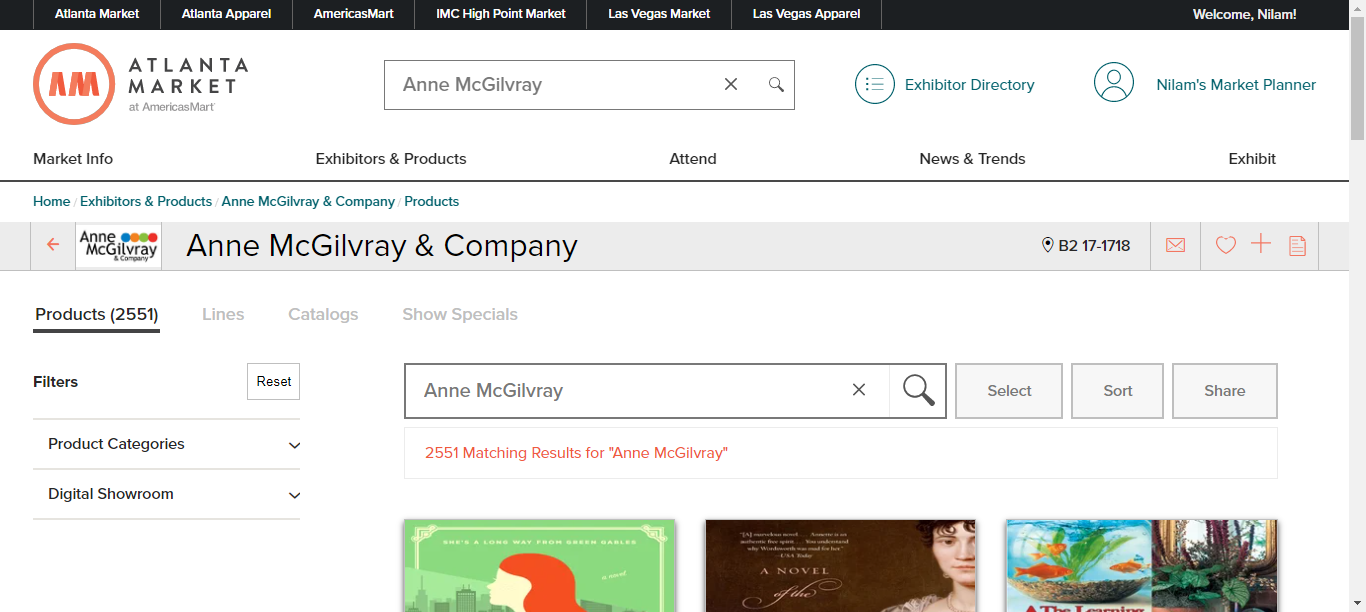 Atlanta Market
Atlanta Apparel
AmericasMart
IMC High Point Market
Las Vegas Market
Las Vegas Apparel
Welcome, Nilam!
AM
ATLANTA
MARKET
at AmericasMart
Anne McGilvray
Exhibitor Directory
Nilam's Market Planner
Market Info
Exhibitors & Products
Attend
News & Trends
Exhibit
Home / Exhibitors & Products / Anne McGilvray & Company / Products
Anne
McGilvray
& Company
Anne McGilvray & Company
B2 17-1718
Products (2551)
Lines
Catalogs
Show Specials
Filters
Reset
Anne McGilvray
Select
Sort
Share
Product Categories
2551 Matching Results for "Anne McGilvray"
Digital Showroom
SHE'S A LONG WAY FROM GREEN GABLES
a novel
"[A] marvelous novel . . . Annette is an
authentic free spirit . . . You understand
why Wordsworth was mad for her."
—USA Today
A NOVEL
of the
A The Learning